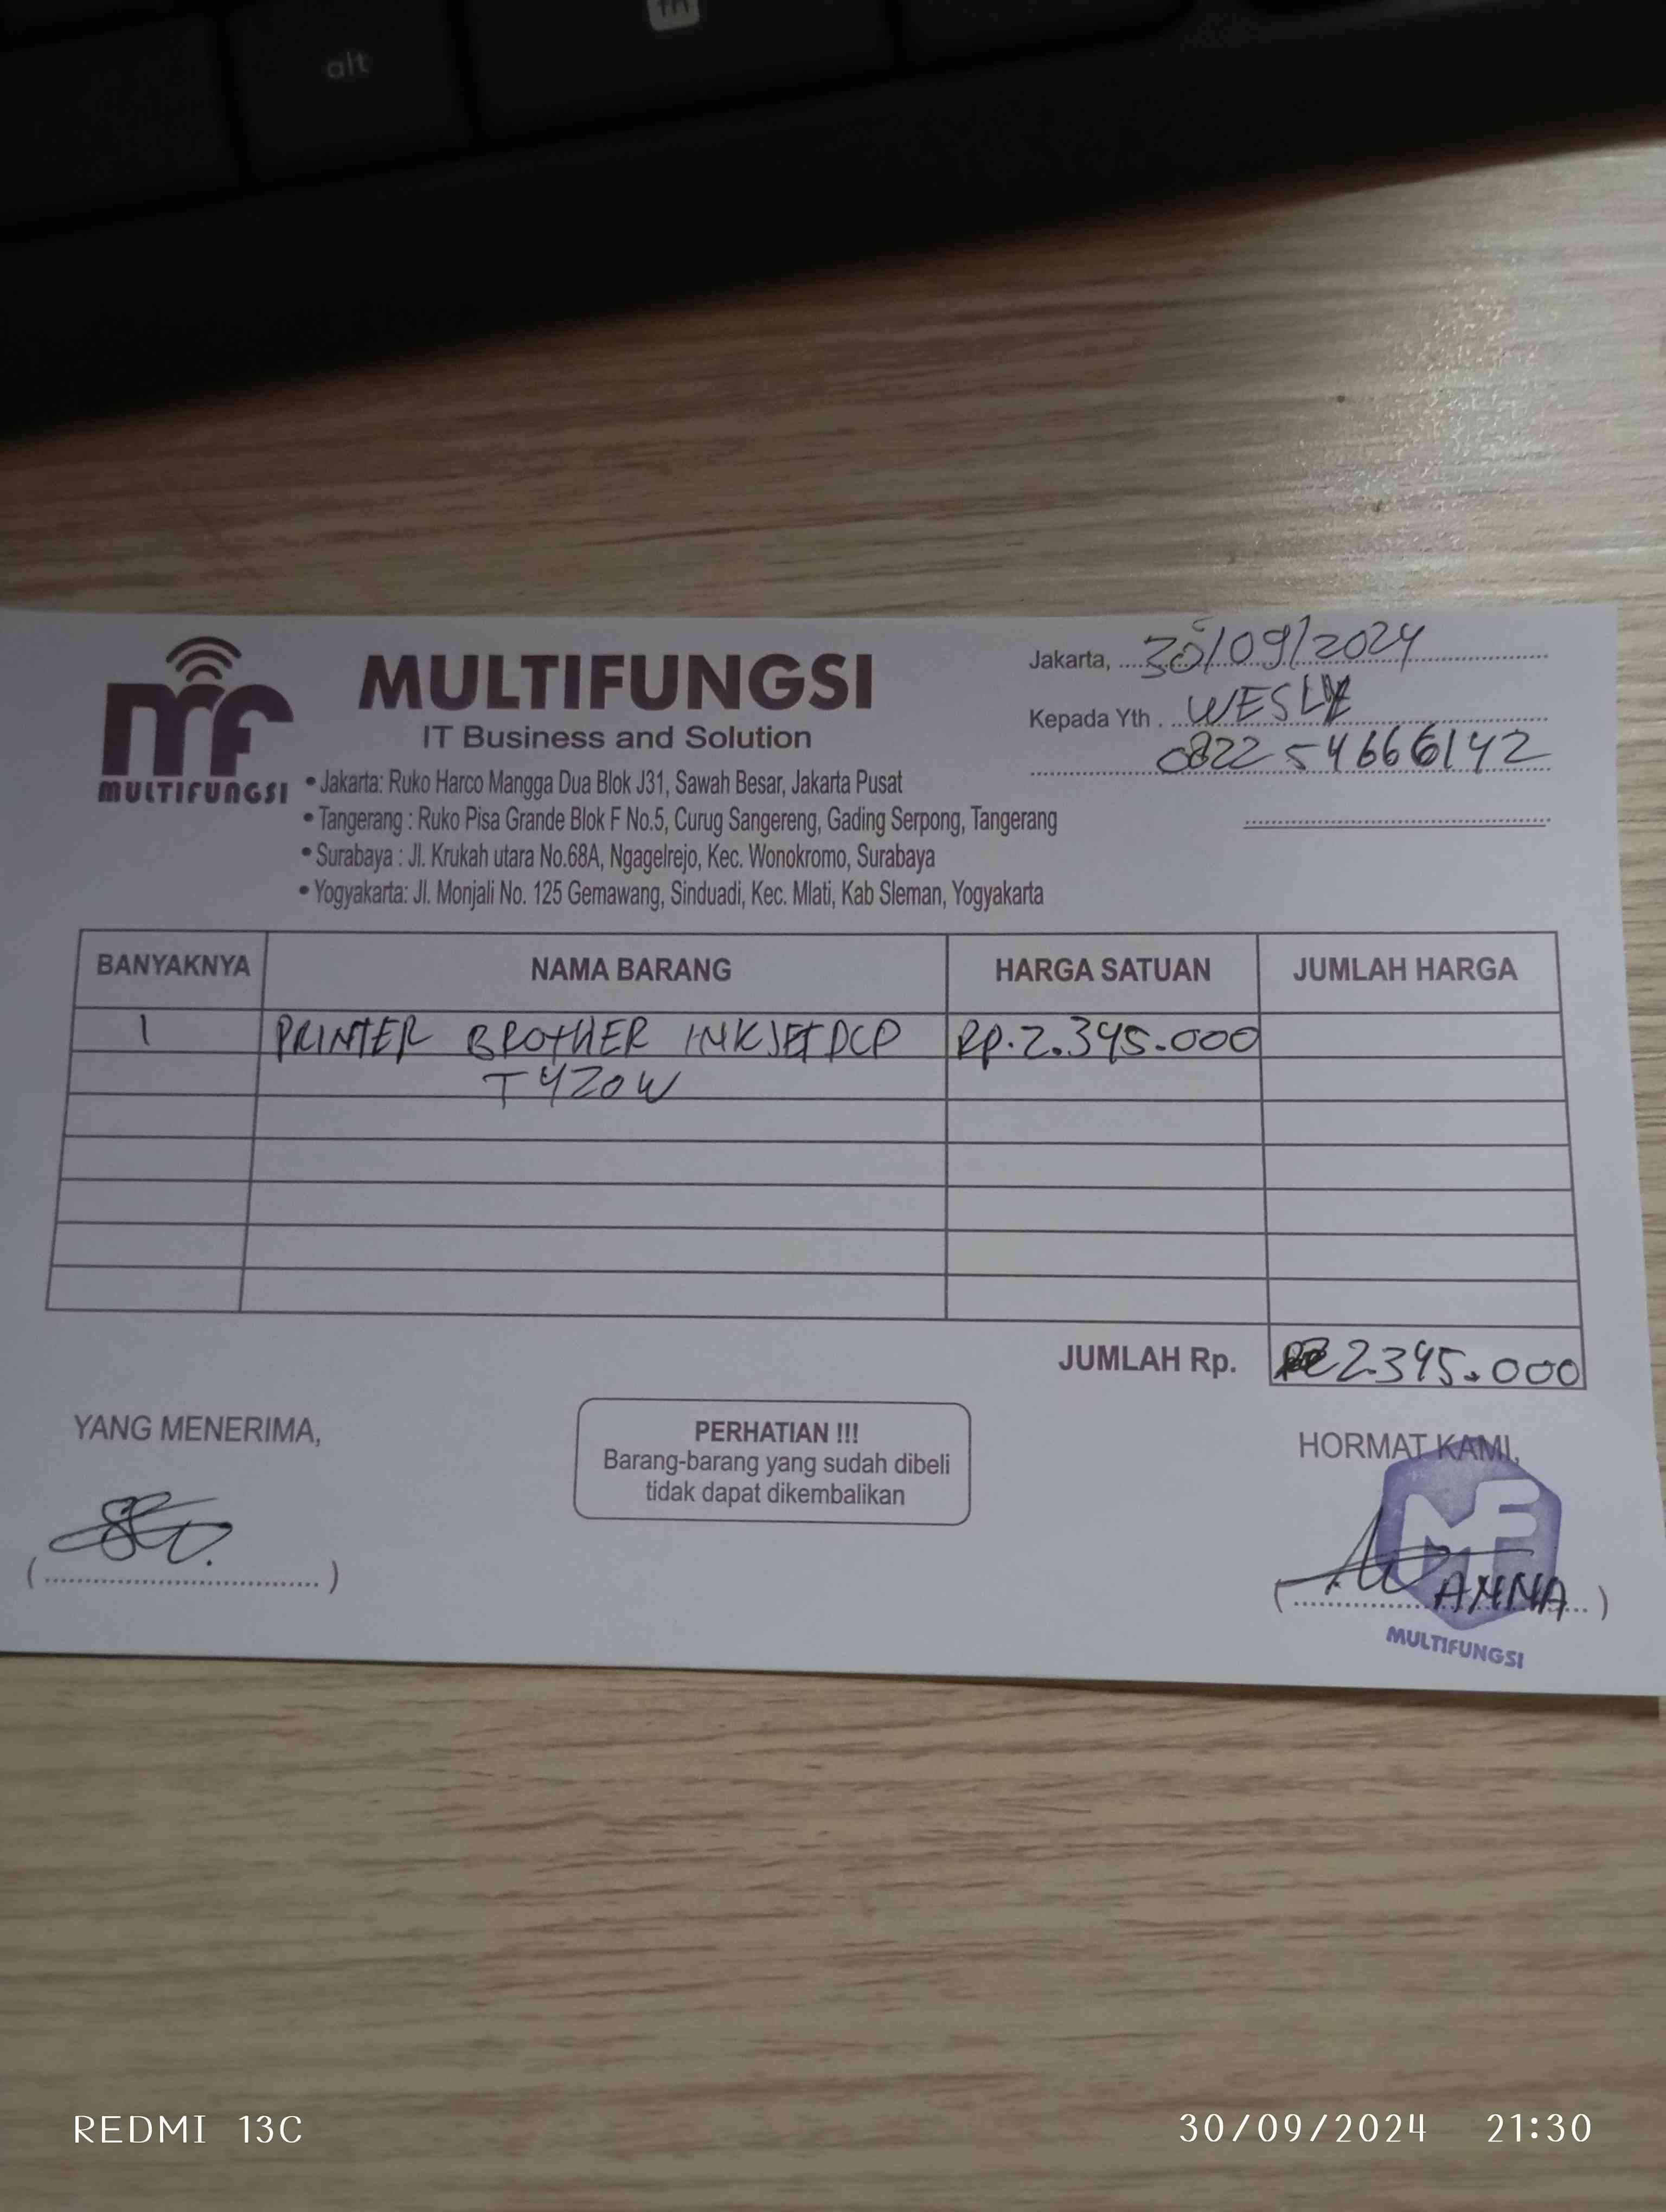 alt
fn
mf
MULTIFUNGSI
MULTIFUNGSI
IT Business and Solution
Jakarta, 30/09/2024
Kepada Yth. WESLY
0822 54666142
• Jakarta: Ruko Harco Mangga Dua Blok J31, Sawah Besar, Jakarta Pusat
• Tangerang : Ruko Pisa Grande Blok F No.5, Curug Sangereng, Gading Serpong, Tangerang
• Surabaya : Jl. Krukah utara No.68A, Ngagelrejo, Kec. Wonokromo, Surabaya
• Yogyakarta: Jl. Monjali No. 125 Gemawang, Sinduadi, Kec. Mlati, Kab Sleman, Yogyakarta
BANYAKNYA NAMA BARANG HARGA SATUAN JUMLAH HARGA
1 PRINTER BROTHER INKJET DCP Rp.2.395.000
T420W
JUMLAH Rp. 2.395.000
YANG MENERIMA,
PERHATIAN !!!
Barang-barang yang sudah dibeli
tidak dapat dikembalikan
HORMAT KAMI,
MF
ANNA
MULTIFUNGSI
REDMI 13C
30/09/2024 21:30